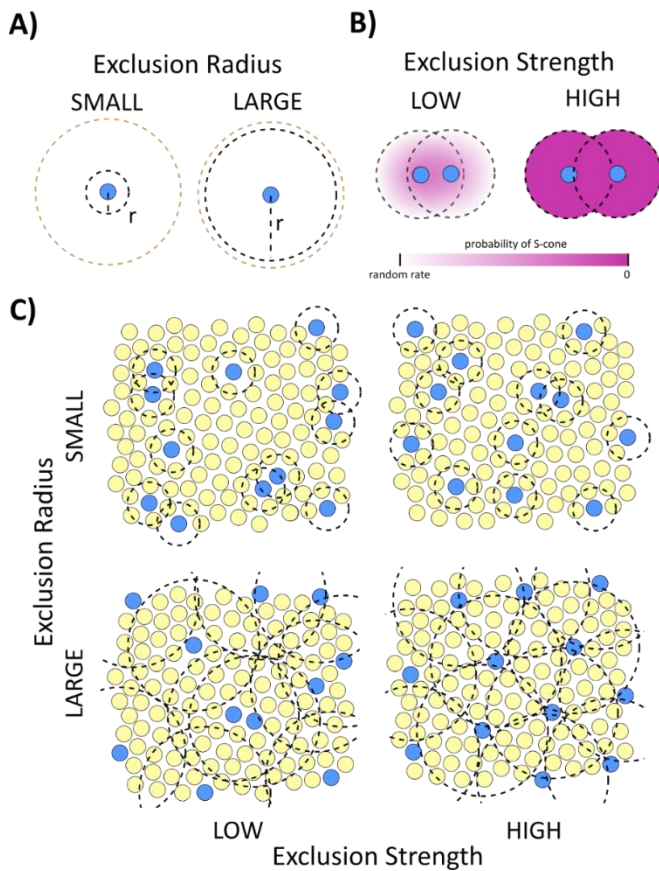 A)
Exclusion Radius
SMALL
LARGE
r
r
B)
Exclusion Strength
LOW
HIGH
probability of S-cone
random rate
0
C)
SMALL
LARGE
Exclusion Radius
LOW
HIGH
Exclusion Strength